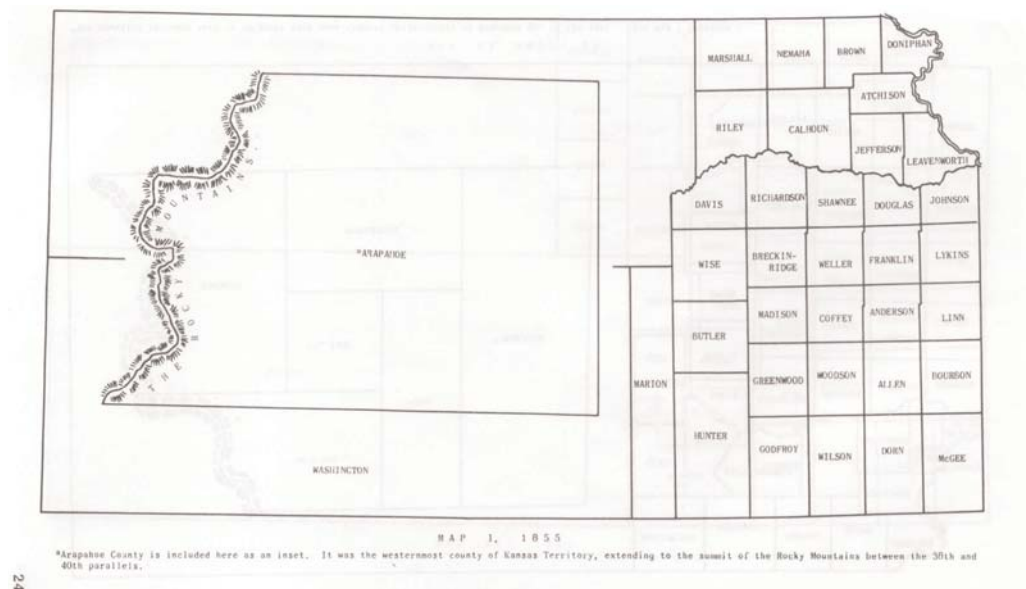 MARSHALL
NEMAHA
BROWN
DONIPHAN
ATCHISON
RILEY
CALHOUN
JEFFERSON
LEAVENWORTH
DAVIS
RICHARDSON
SHAWNEE
DOUGLAS
JOHNSON
THE ROCKY MOUNTAINS.
*ARAPAHOE
WISE
BRECKIN-
RIDGE
WELLER
FRANKLIN
LYKINS
MADISON
COFFEY
ANDERSON
LINN
BUTLER
MARION
GREENWOOD
WOODSON
ALLEN
BOURBON
HUNTER
GODFROY
WILSON
DORN
McGEE
WASHINGTON
MAP 1, 1855
*Arapahoe County is included here as an inset. It was the westernmost county of Kansas Territory, extending to the summit of the Rocky Mountains between the 38th and
40th parallels.
24